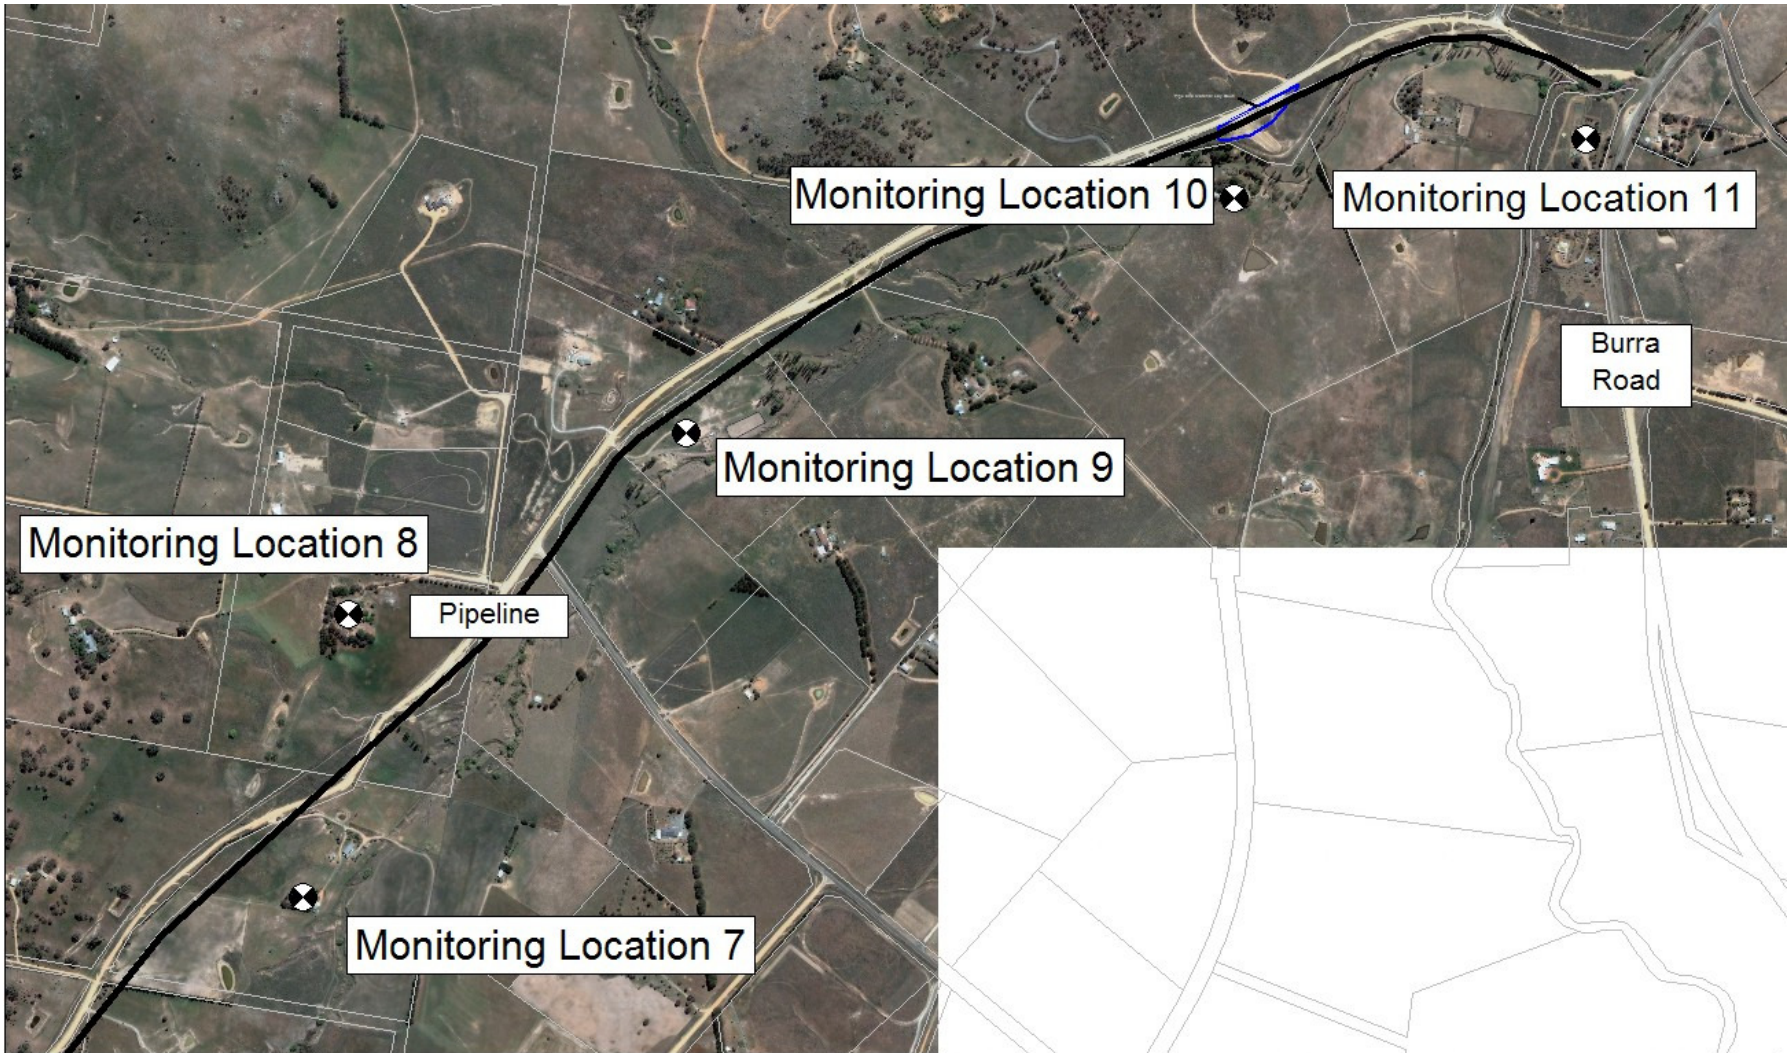 Monitoring Location 10
Monitoring Location 11
Burra
Road
Monitoring Location 9
Monitoring Location 8
Pipeline
Monitoring Location 7